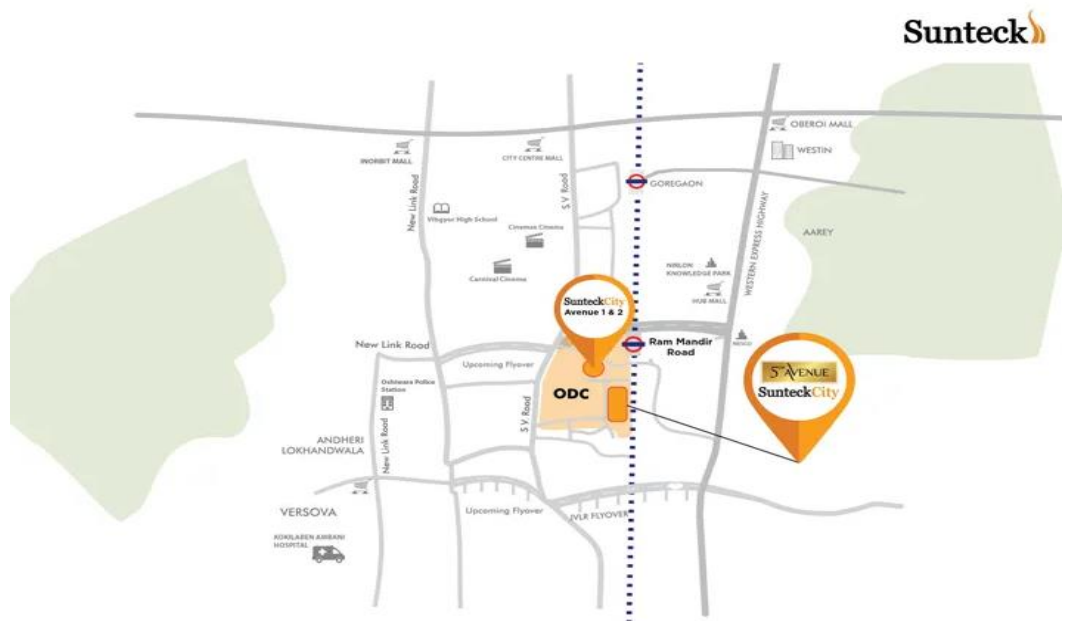 Sunteck
OBEROI MALL
WESTIN
INORBIT MALL
CITY CENTRE MALL
GOREGAON
New Link Road
S.V. Road
Vibgyor High School
Cinemax Cinema
Carnival Cinema
WESTERN EXPRESS HIGHWAY
AAREY
NIRLON
KNOWLEDGE PARK
HUB MALL
SunteckCity
Avenue 1 & 2
NESCO
New Link Road
Ram Mandir
Road
Upcoming Flyover
5TH AVENUE
SunteckCity
Oshiwara Police
Station
ODC
S.V. Road
New Link Road
ANDHERI
LOKHANDWALA
VERSOVA
Upcoming Flyover
JVLR FLYOVER
KOKILABEN AMBANI
HOSPITAL